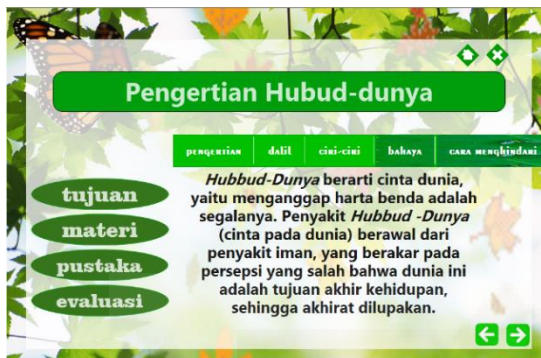 Pengertian Hubud-dunya
pengertian dalil ciri-ciri bahaya cara menghindari
tujuan
materi
pustaka
evaluasi
Hubbud-Dunya berarti cinta dunia,
yaitu menganggap harta benda adalah
segalanya. Penyakit Hubbud -Dunya
(cinta pada dunia) berawal dari
penyakit iman, yang berakar pada
persepsi yang salah bahwa dunia ini
adalah tujuan akhir kehidupan,
sehingga akhirat dilupakan.